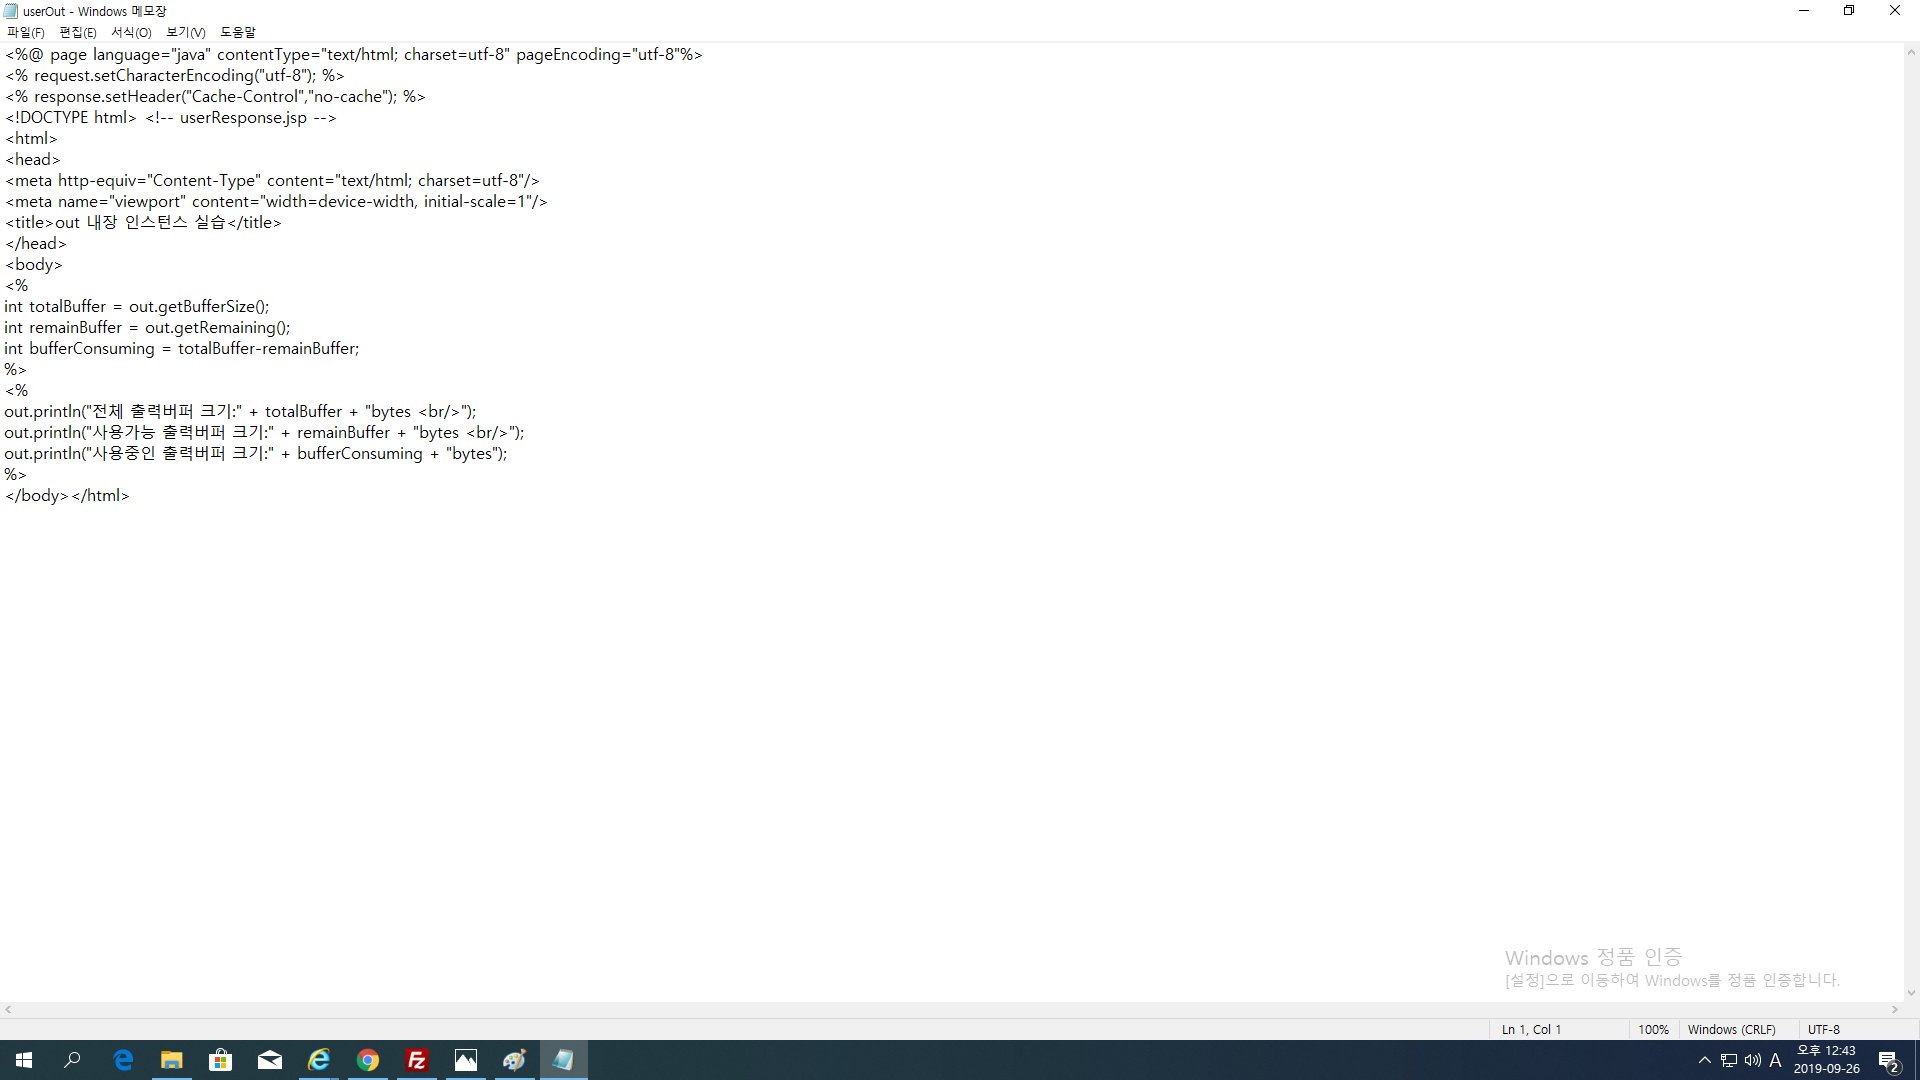 userOut - Windows 메모장
파일(F) 편집(E) 서식(O) 보기(V) 도움말
<%@ page language="java" contentType="text/html; charset=utf-8" pageEncoding="utf-8"%>
<% request.setCharacterEncoding("utf-8"); %>
<% response.setHeader("Cache-Control","no-cache"); %>
<!DOCTYPE html> <!-- userResponse.jsp -->
<html>
<head>
<meta http-equiv="Content-Type" content="text/html; charset=utf-8"/>
<meta name="viewport" content="width=device-width, initial-scale=1"/>
<title>out 내장 인스턴스 실습</title>
</head>
<body>
<%
int totalBuffer = out.getBufferSize();
int remainBuffer = out.getRemaining();
int bufferConsuming = totalBuffer-remainBuffer;
%>
<%
out.println("전체 출력버퍼 크기:" + totalBuffer + "bytes <br/>");
out.println("사용가능 출력버퍼 크기:" + remainBuffer + "bytes <br/>");
out.println("사용중인 출력버퍼 크기:" + bufferConsuming + "bytes");
%>
</body></html>
Windows 정품 인증
[설정]으로 이동하여 Windows를 정품 인증합니다.
Ln 1, Col 1 100% Windows (CRLF) UTF-8
A 오후 12:43
2019-09-26 2